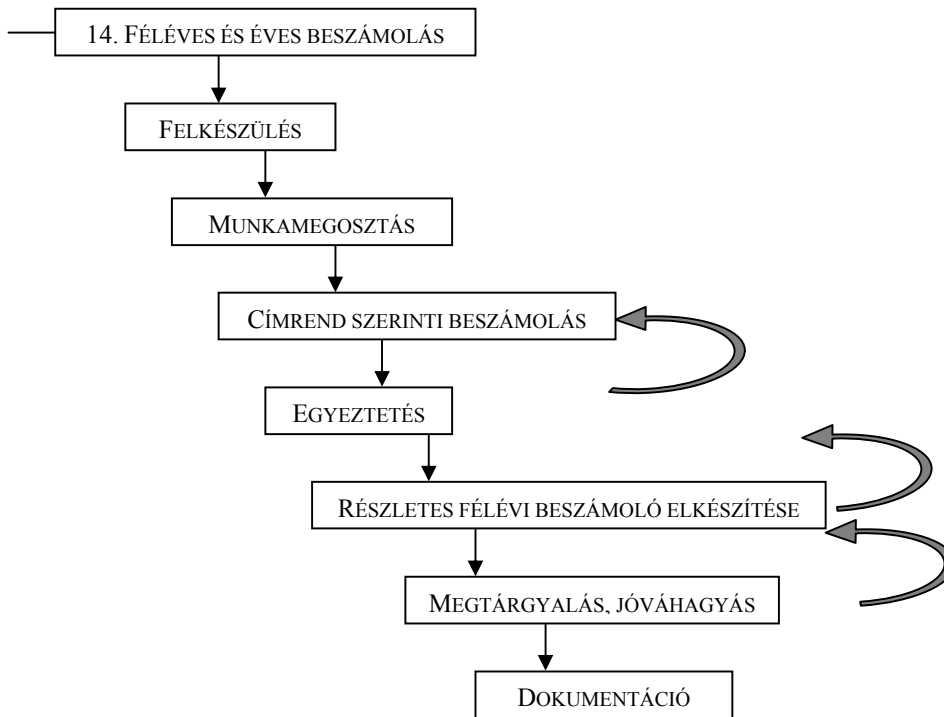 14. FÉLÉVES ÉS ÉVES BESZÁMOLÁS
FELKÉSZÜLÉS
MUNKAMEGOSZTÁS
CÍMREND SZERINTI BESZÁMOLÁS
EGYEZTETÉS
RÉSZLETES FÉLÉVI BESZÁMOLÓ ELKÉSZÍTÉSE
MEGTÁRGYALÁS, JÓVÁHAGYÁS
DOKUMENTÁCIÓ